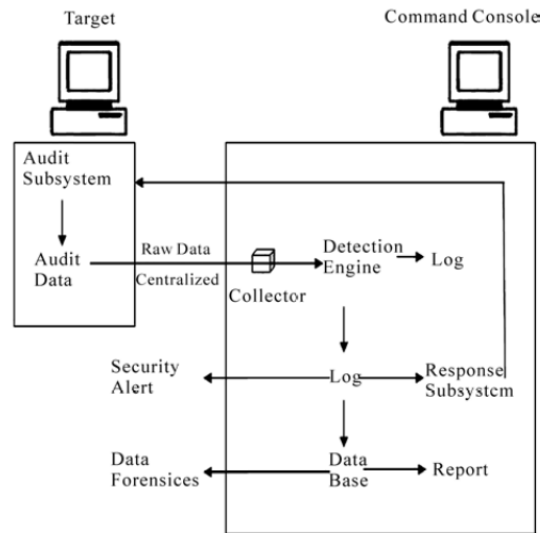 Target
Command Console
Audit
Subsystem
Audit
Data
Raw Data
Centralized
Collector
Detection
Engine
Log
Security
Alert
Log
Response
Subsystem
Data
Forensices
Data
Base
Report